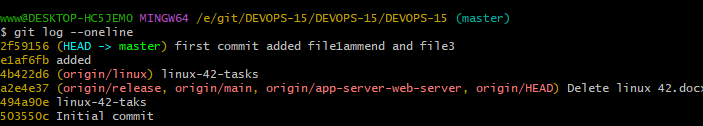 www@DESKTOP-HC5JEMO MINGW64 /e/git/DEVOPS-15/DEVOPS-15/DEVOPS-15 (master)
$ git log --oneline
2f59156 (HEAD -> master) first commit added file1ammend and file3
e1af6fb added
4b422d6 (origin/linux) linux-42-tasks
a2e4e37 (origin/release, origin/main, origin/app-server-web-server, origin/HEAD) Delete linux 42.docx
494a90e linux-42-taks
503550c Initial commit